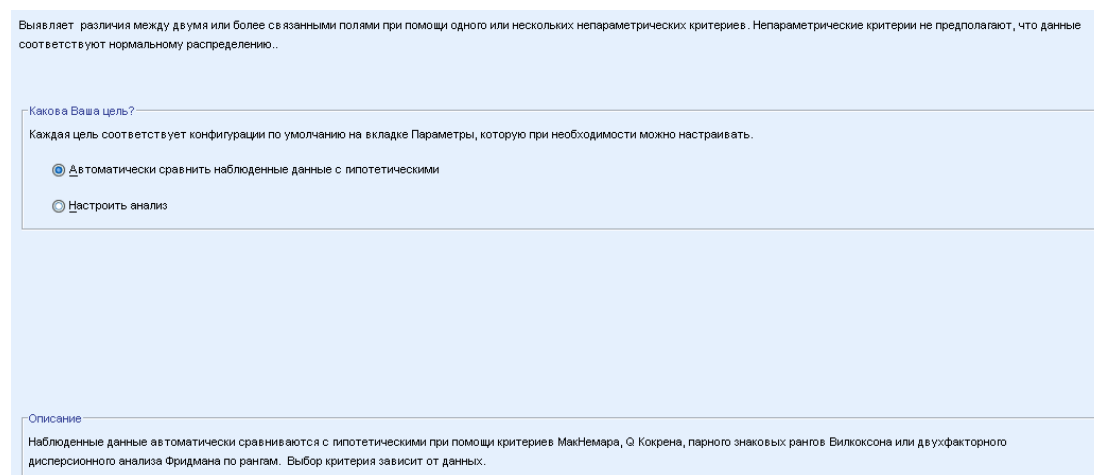 Выявляет различия между двумя или более связанными полями при помощи одного или нескольких непараметрических критериев. Непараметрические критерии не предполагают, что данные
соответствуют нормальному распределению..
Какова Ваша цель?
Каждая цель соответствует конфигурации по умолчанию на вкладке Параметры, которую при необходимости можно настраивать.
Автоматически сравнить наблюденные данные с гипотетическими
Настроить анализ
Описание
Наблюденные данные автоматически сравниваются с гипотетическими при помощи критериев МакНемара, Q Кокрена, парного знаковых рангов Вилкоксона или двухфакторного
дисперсионного анализа Фридмана по рангам. Выбор критерия зависит от данных.